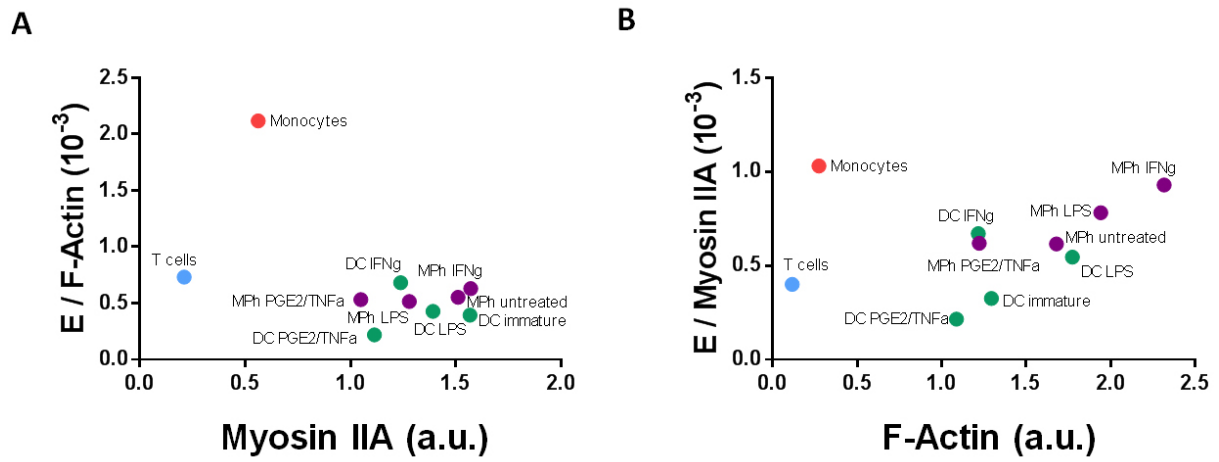 A
E / F-Actin (10⁻³)
2.5
2.0
1.5
1.0
0.5
0.0
0.0 0.5 1.0 1.5 2.0
Myosin IIA (a.u.)
Monocytes
T cells
DC IFNg
MPh IFNg
MPh PGE2/TNFa
MPh untreated
MPh LPS
DC LPS
DC immature
DC PGE2/TNFa
B
E / Myosin IIA (10⁻³)
1.5
1.0
0.5
0.0
0.0 0.5 1.0 1.5 2.0 2.5
F-Actin (a.u.)
Monocytes
MPh IFNg
MPh LPS
DC IFNg
MPh untreated
MPh PGE2/TNFa
T cells
DC LPS
DC immature
DC PGE2/TNFa